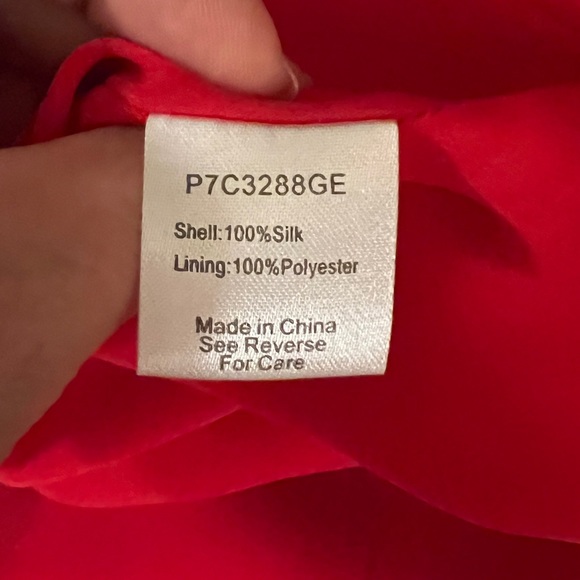 P7C3288GE
Shell:100%Silk
Lining:100%Polyester
Made in China
See Reverse
For Care